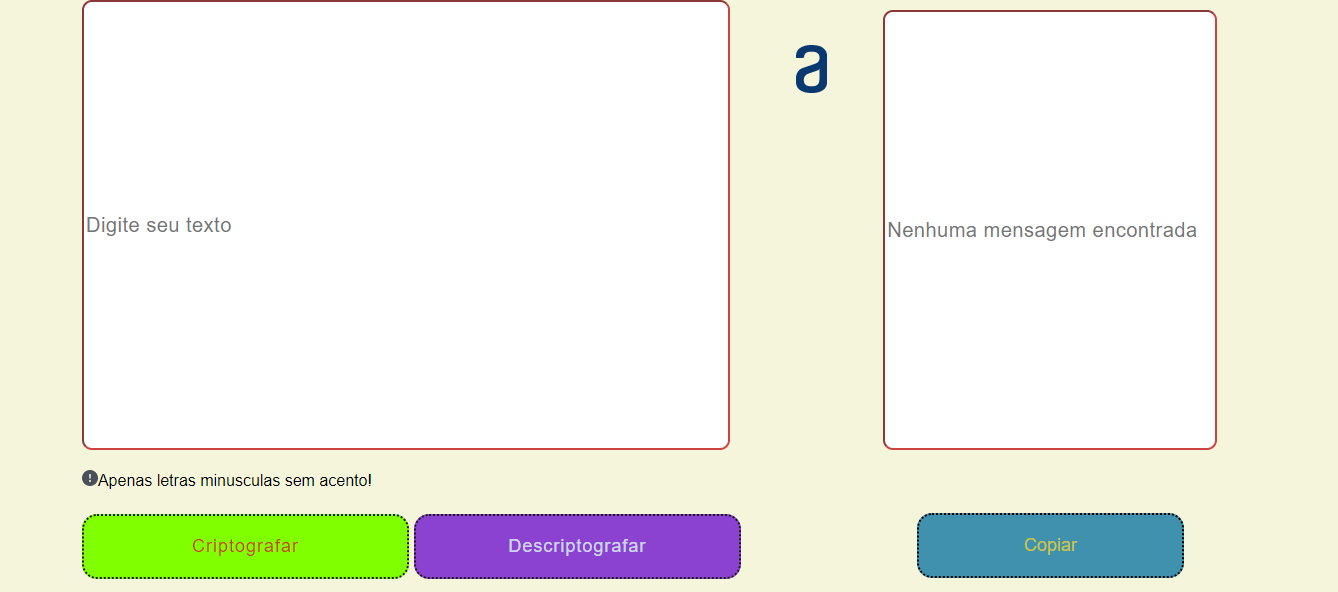 Digite seu texto
a
Nenhuma mensagem encontrada
Apenas letras minusculas sem acento!
Criptografar
Descriptografar
Copiar